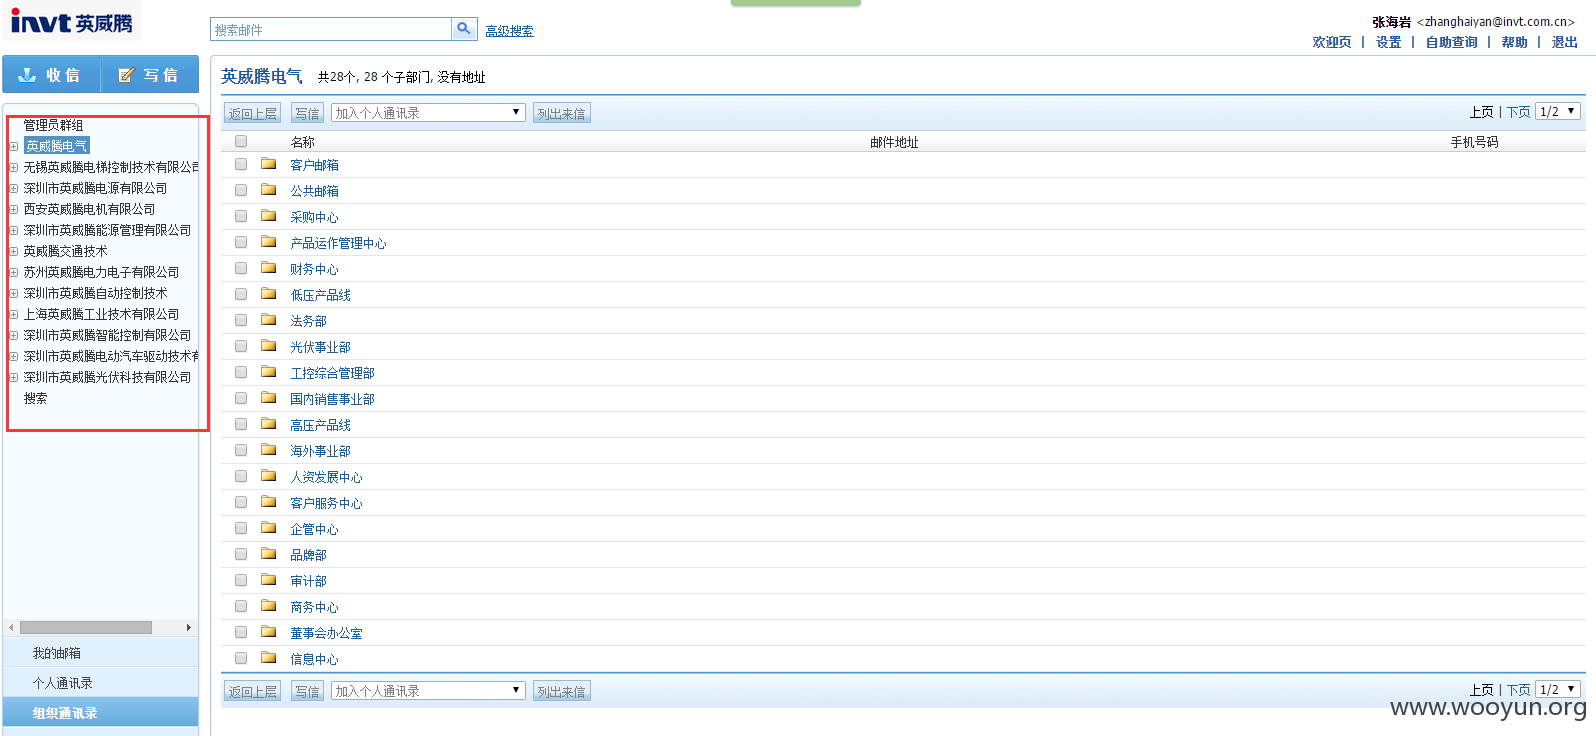 invt 英威腾
搜索邮件
高级搜索
张海岩 <zhanghaiyan@invt.com.cn>
欢迎页 | 设置 | 自助查询 | 帮助 | 退出
收信 写信
管理员群组
英威腾电气
无锡英威腾电梯控制技术有限公司
深圳市英威腾电源有限公司
西安英威腾电机有限公司
深圳市英威腾能源管理有限公司
英威腾交通技术
苏州英威腾电力电子有限公司
深圳市英威腾自动控制技术
上海英威腾工业技术有限公司
深圳市英威腾智能控制有限公司
深圳市英威腾电动汽车驱动技术有
深圳市英威腾光伏科技有限公司
搜索
我的邮箱
个人通讯录
组织通讯录
英威腾电气 共28个, 28 个子部门, 没有地址
返回上层 写信 加入个人通讯录 列出来信 上页 | 下页 1/2
名称 邮件地址 手机号码
客户邮箱
公共邮箱
采购中心
产品运作管理中心
财务中心
低压产品线
法务部
光伏事业部
工控综合管理部
国内销售事业部
高压产品线
海外事业部
人资发展中心
客户服务中心
企管中心
品牌部
审计部
商务中心
董事会办公室
信息中心
返回上层 写信 加入个人通讯录 列出来信 上页 | 下页 1/2
www.wooyun.org